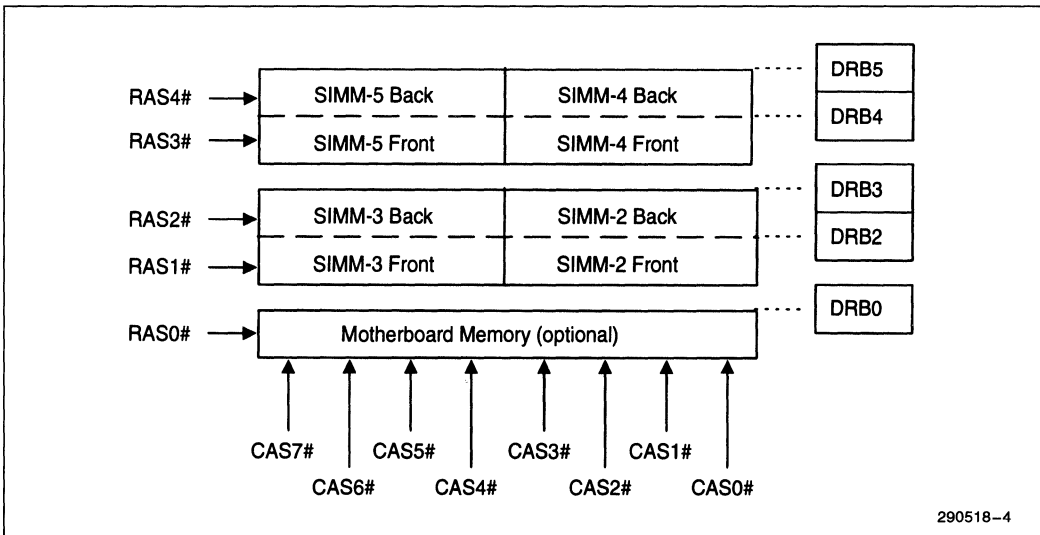 DRB5
RAS4# SIMM-5 Back SIMM-4 Back
DRB4
RAS3# SIMM-5 Front SIMM-4 Front
DRB3
RAS2# SIMM-3 Back SIMM-2 Back
DRB2
RAS1# SIMM-3 Front SIMM-2 Front
DRB0
RAS0# Motherboard Memory (optional)
CAS7# CAS5# CAS3# CAS1#
CAS6# CAS4# CAS2# CAS0#
290518–4